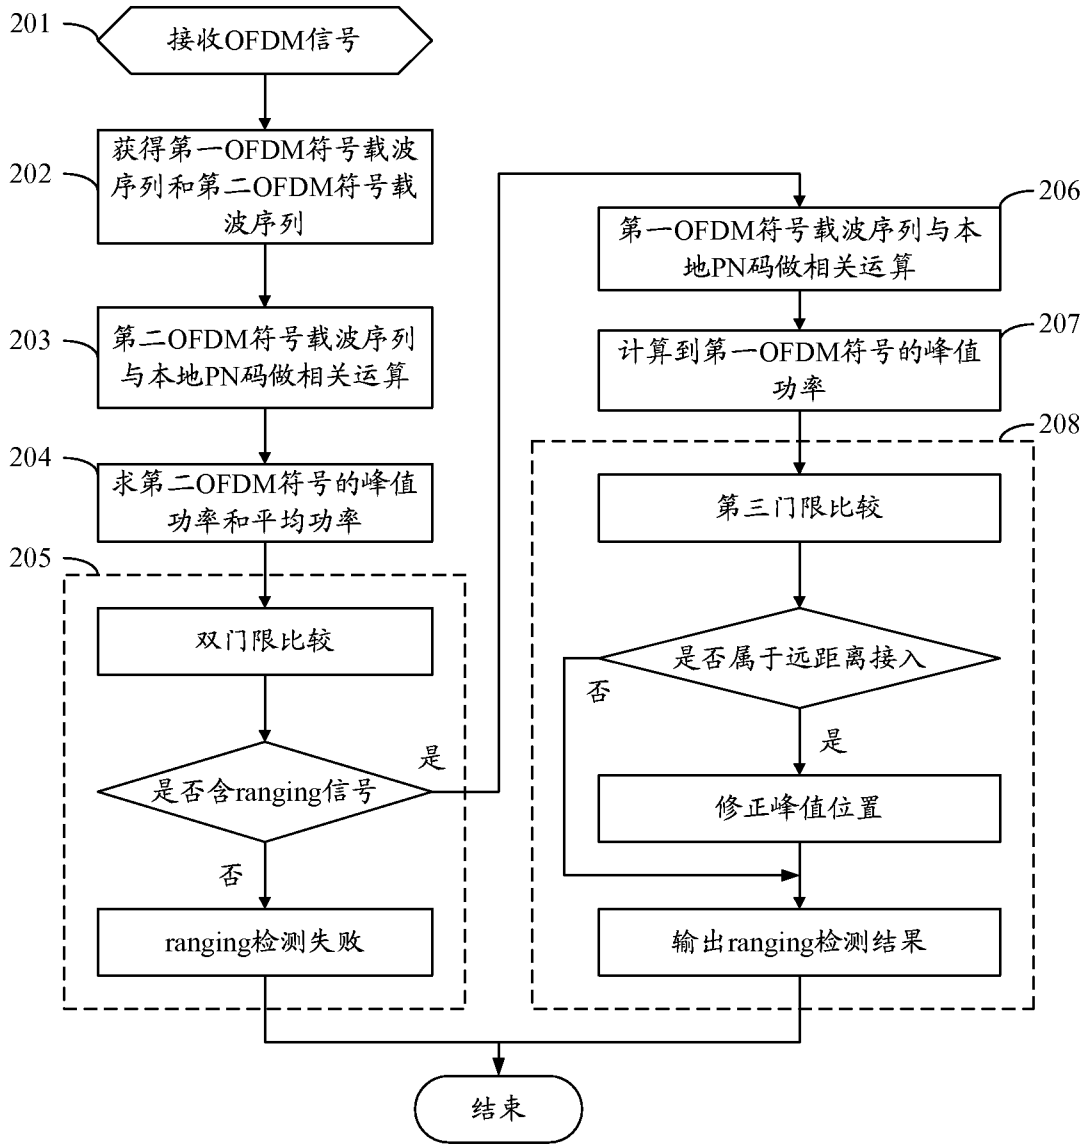 201
接收OFDM信号
202
获得第一OFDM符号载波
序列和第二OFDM符号载
波序列
203
第二OFDM符号载波序列
与本地PN码做相关运算
204
求第二OFDM符号的峰值
功率和平均功率
205
双门限比较
是否含ranging信号
是
否
ranging检测失败
206
第一OFDM符号载波序列与本
地PN码做相关运算
207
计算到第一OFDM符号的峰值
功率
208
第三门限比较
是否属于远距离接入
否
是
修正峰值位置
输出ranging检测结果
结束